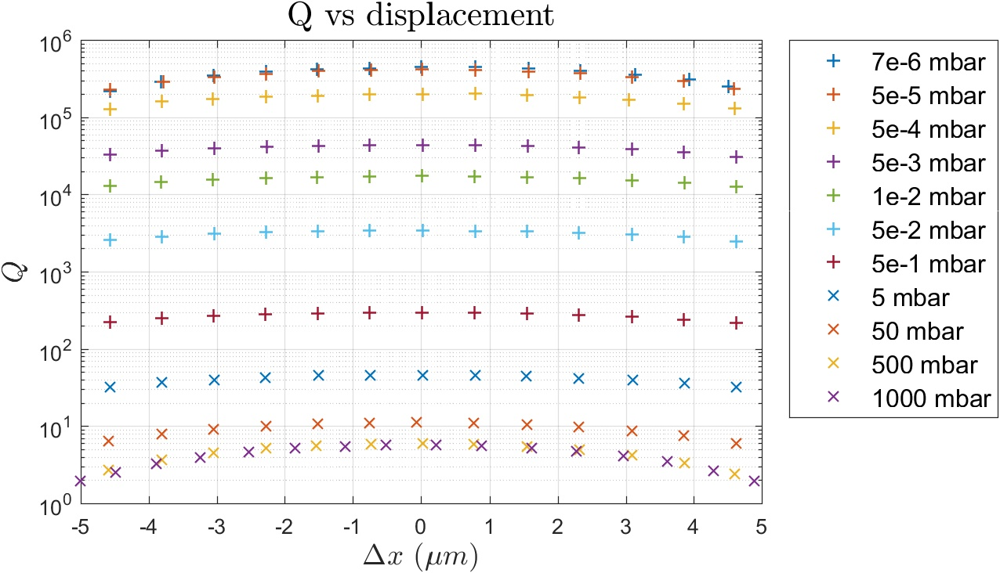 Q vs displacement
10^6
10^5
10^4
10^3
10^2
10^1
10^0
Q
-5 -4 -3 -2 -1 0 1 2 3 4 5
Δx (μm)
7e-6 mbar
5e-5 mbar
5e-4 mbar
5e-3 mbar
1e-2 mbar
5e-2 mbar
5e-1 mbar
5 mbar
50 mbar
500 mbar
1000 mbar